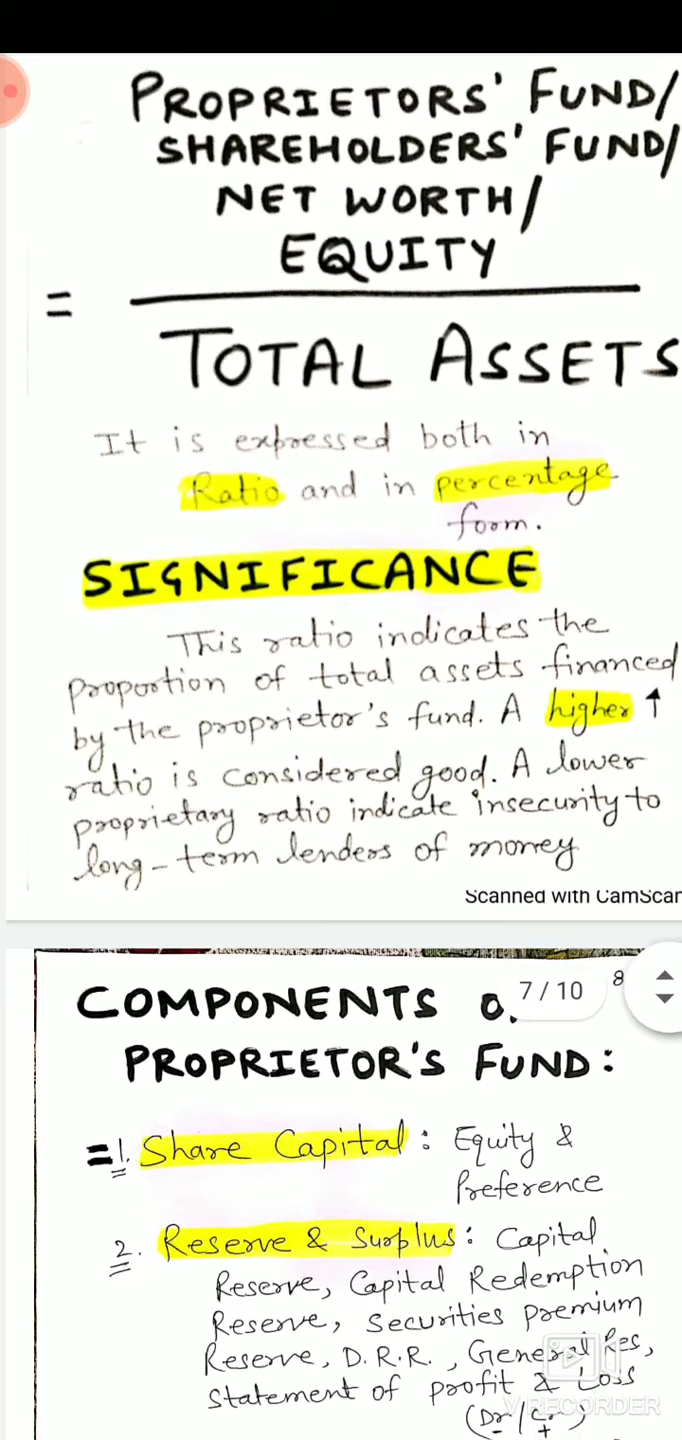 PROPRIETORS' FUND/
SHAREHOLDERS' FUND/
NET WORTH/
EQUITY
=
TOTAL ASSETS
It is expressed both in
Ratio and in percentage
form.
SIGNIFICANCE
This ratio indicates the
proportion of total assets financed
by the proprietor's fund. A higher ↑
ratio is considered good. A lower
proprietary ratio indicate insecurity to
long-term lenders of money
Scanned with CamScan
7 / 10
8
COMPONENTS O
PROPRIETOR'S FUND:
=1. Share Capital: Equity &
Preference
2. Reserve & Surplus: Capital
Reserve, Capital Redemption
Reserve, Securities premium
Reserve, D.R.R., General Res,
Statement of profit & Loss
(Dr/Cr)
- +
V RECORDER